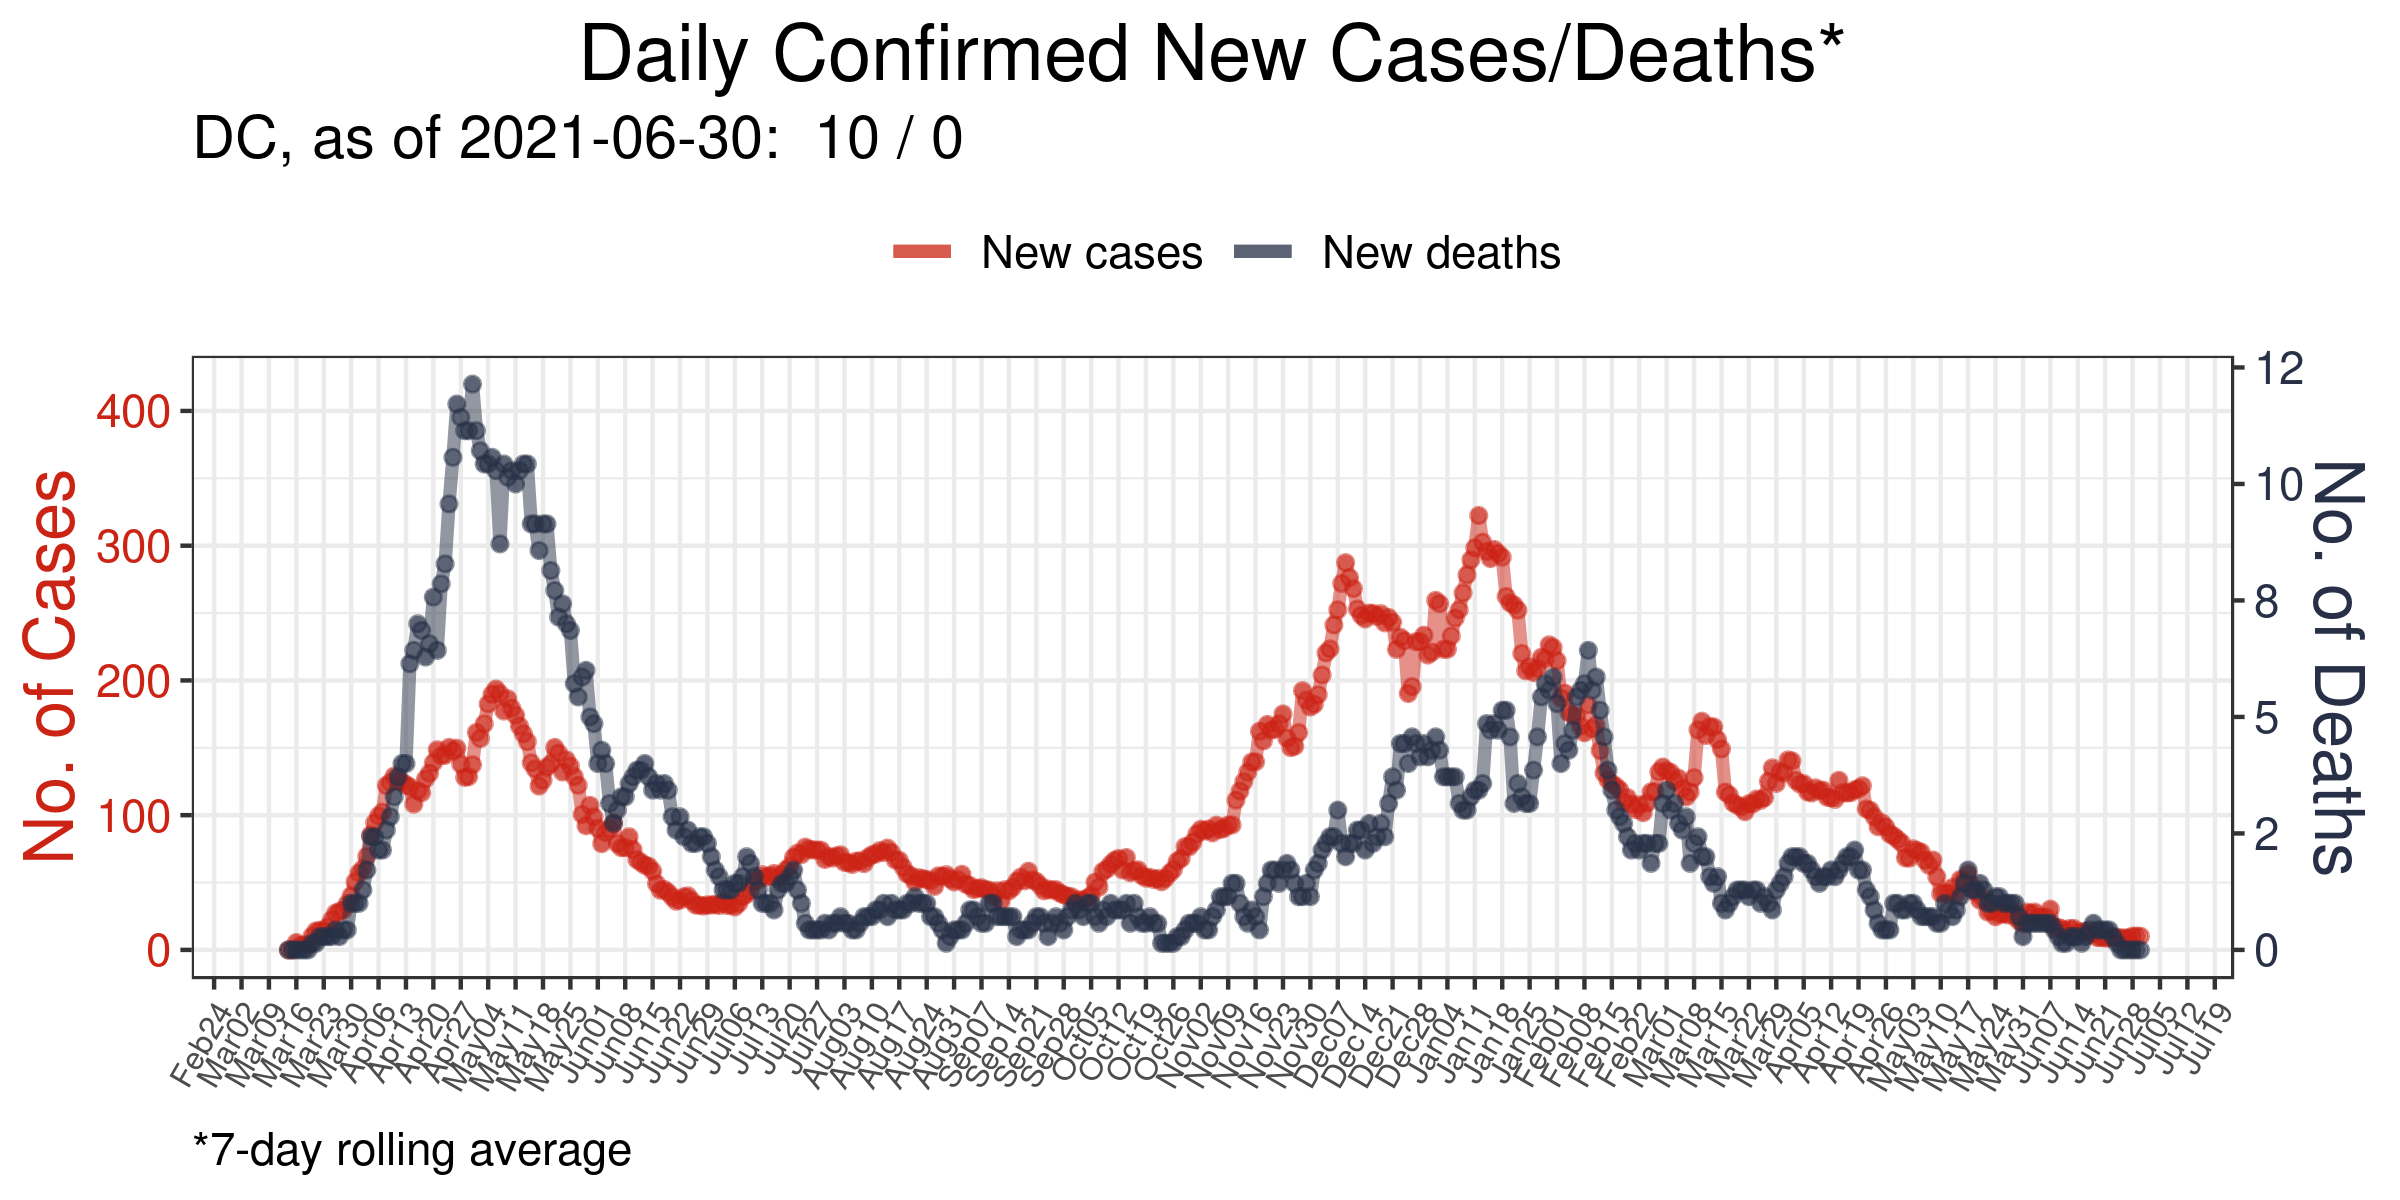 Daily Confirmed New Cases/Deaths*
DC, as of 2021-06-30:  10 / 0
New cases
New deaths
No. of Cases
400
300
200
100
0
12
10
8
5
2
0
No. of Deaths
Feb24
Mar02
Mar09
Mar16
Mar23
Mar30
Apr06
Apr13
Apr20
Apr27
May04
May11
May18
May25
Jun01
Jun08
Jun15
Jun22
Jun29
Jul06
Jul13
Jul20
Jul27
Aug03
Aug10
Aug17
Aug24
Aug31
Sep07
Sep14
Sep21
Sep28
Oct05
Oct12
Oct19
Oct26
Nov02
Nov09
Nov16
Nov23
Nov30
Dec07
Dec14
Dec21
Dec28
Jan04
Jan11
Jan18
Jan25
Feb01
Feb08
Feb15
Feb22
Mar01
Mar08
Mar15
Mar22
Mar29
Apr05
Apr12
Apr19
Apr26
May03
May10
May17
May24
May31
Jun07
Jun14
Jun21
Jun28
Jul05
Jul12
Jul19
*7-day rolling average